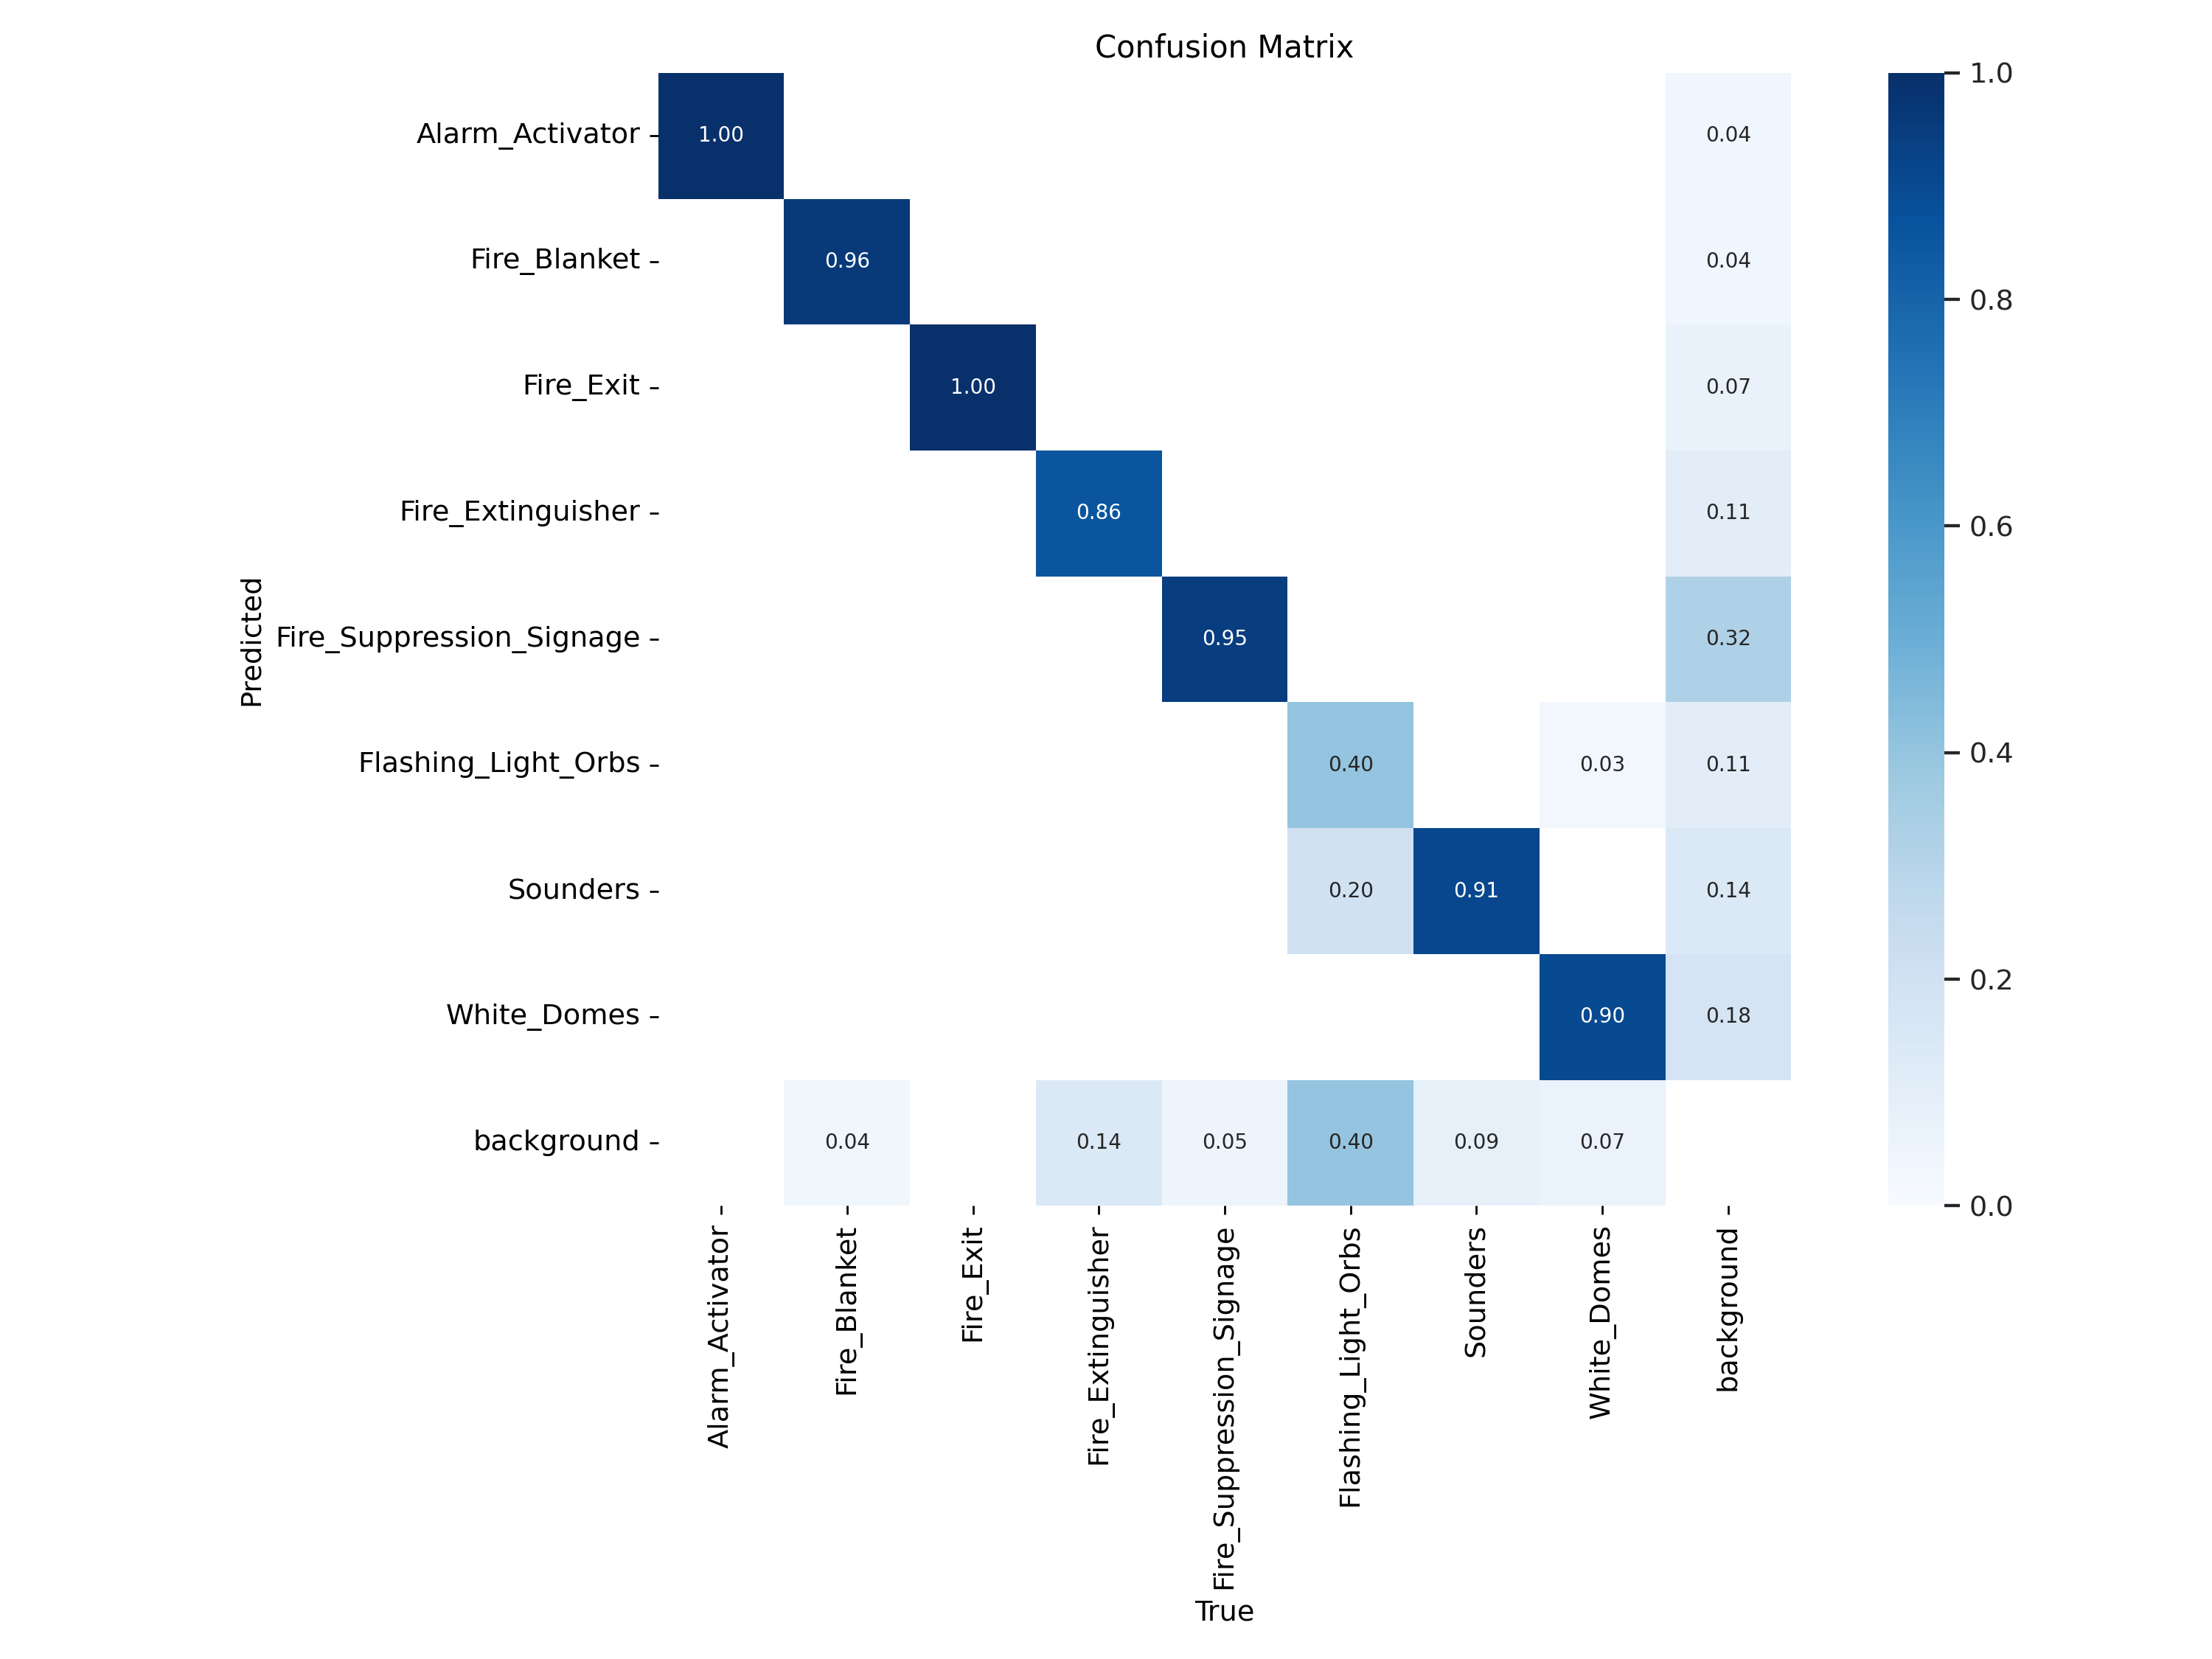 Confusion Matrix
Predicted
Alarm_Activator 1.00 0.04
Fire_Blanket 0.96 0.04
Fire_Exit 1.00 0.07
Fire_Extinguisher 0.86 0.11
Fire_Suppression_Signage 0.95 0.32
Flashing_Light_Orbs 0.40 0.03 0.11
Sounders 0.20 0.91 0.14
White_Domes 0.90 0.18
background 0.04 0.14 0.05 0.40 0.09 0.07
Alarm_Activator
Fire_Blanket
Fire_Exit
Fire_Extinguisher
Fire_Suppression_Signage
Flashing_Light_Orbs
Sounders
White_Domes
background
True
1.0
0.8
0.6
0.4
0.2
0.0